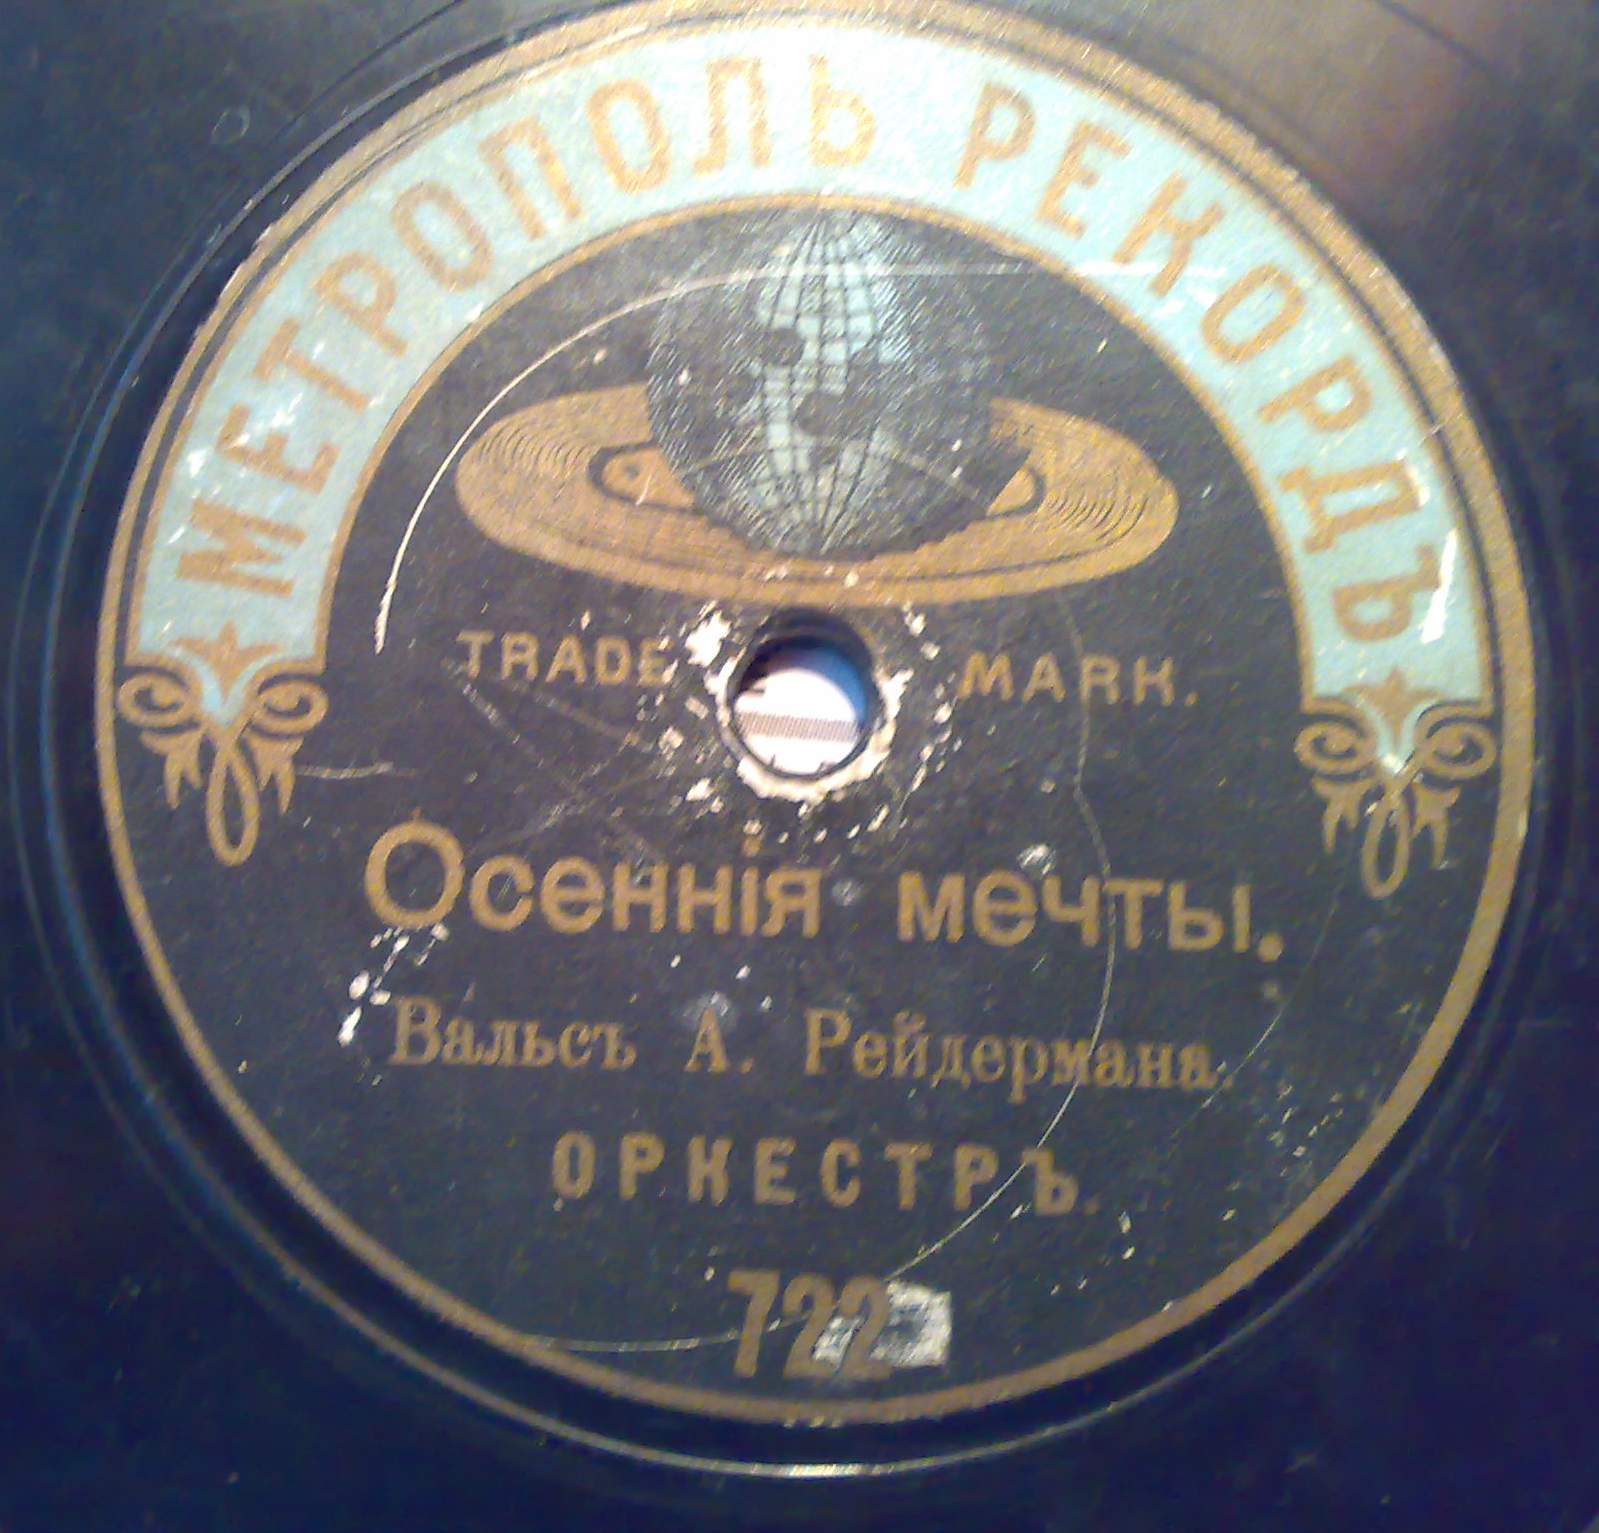 МЕТРОПОЛЬ РЕКОРДЪ
TRADE MARK.
Осеннія мечты.
Вальсъ А. Рейдермана.
ОРКЕСТРЪ.
722